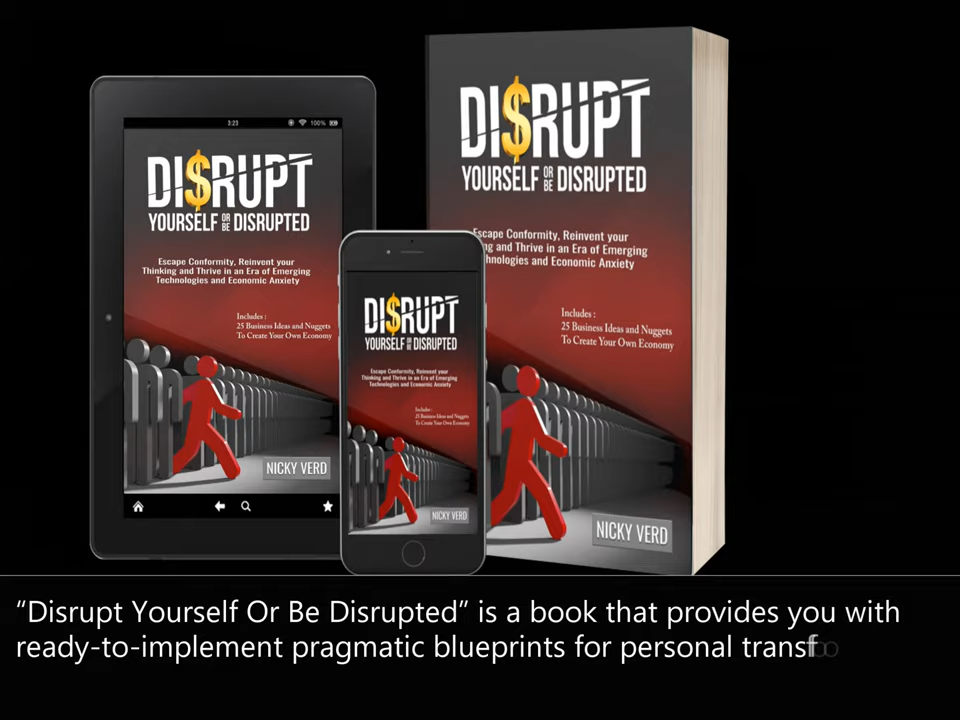 3:23
100%
DI$RUPT
YOURSELF OR BE DISRUPTED
Escape Conformity, Reinvent your
Thinking and Thrive in an Era of Emerging
Technologies and Economic Anxiety
Includes :
25 Business Ideas and Nuggets
To Create Your Own Economy
NICKY VERD
DI$RUPT
YOURSELF OR BE DISRUPTED
Escape Conformity, Reinvent your
Thinking and Thrive in an Era of Emerging
Technologies and Economic Anxiety
Includes :
25 Business Ideas and Nuggets
To Create Your Own Economy
NICKY VERD
DI$RUPT
YOURSELF OR BE DISRUPTED
Escape Conformity, Reinvent your
ng and Thrive in an Era of Emerging
hnologies and Economic Anxiety
Includes :
25 Business Ideas and Nuggets
To Create Your Own Economy
NICKY VERD
“Disrupt Yourself Or Be Disrupted” is a book that provides you with
ready-to-implement pragmatic blueprints for personal transfo